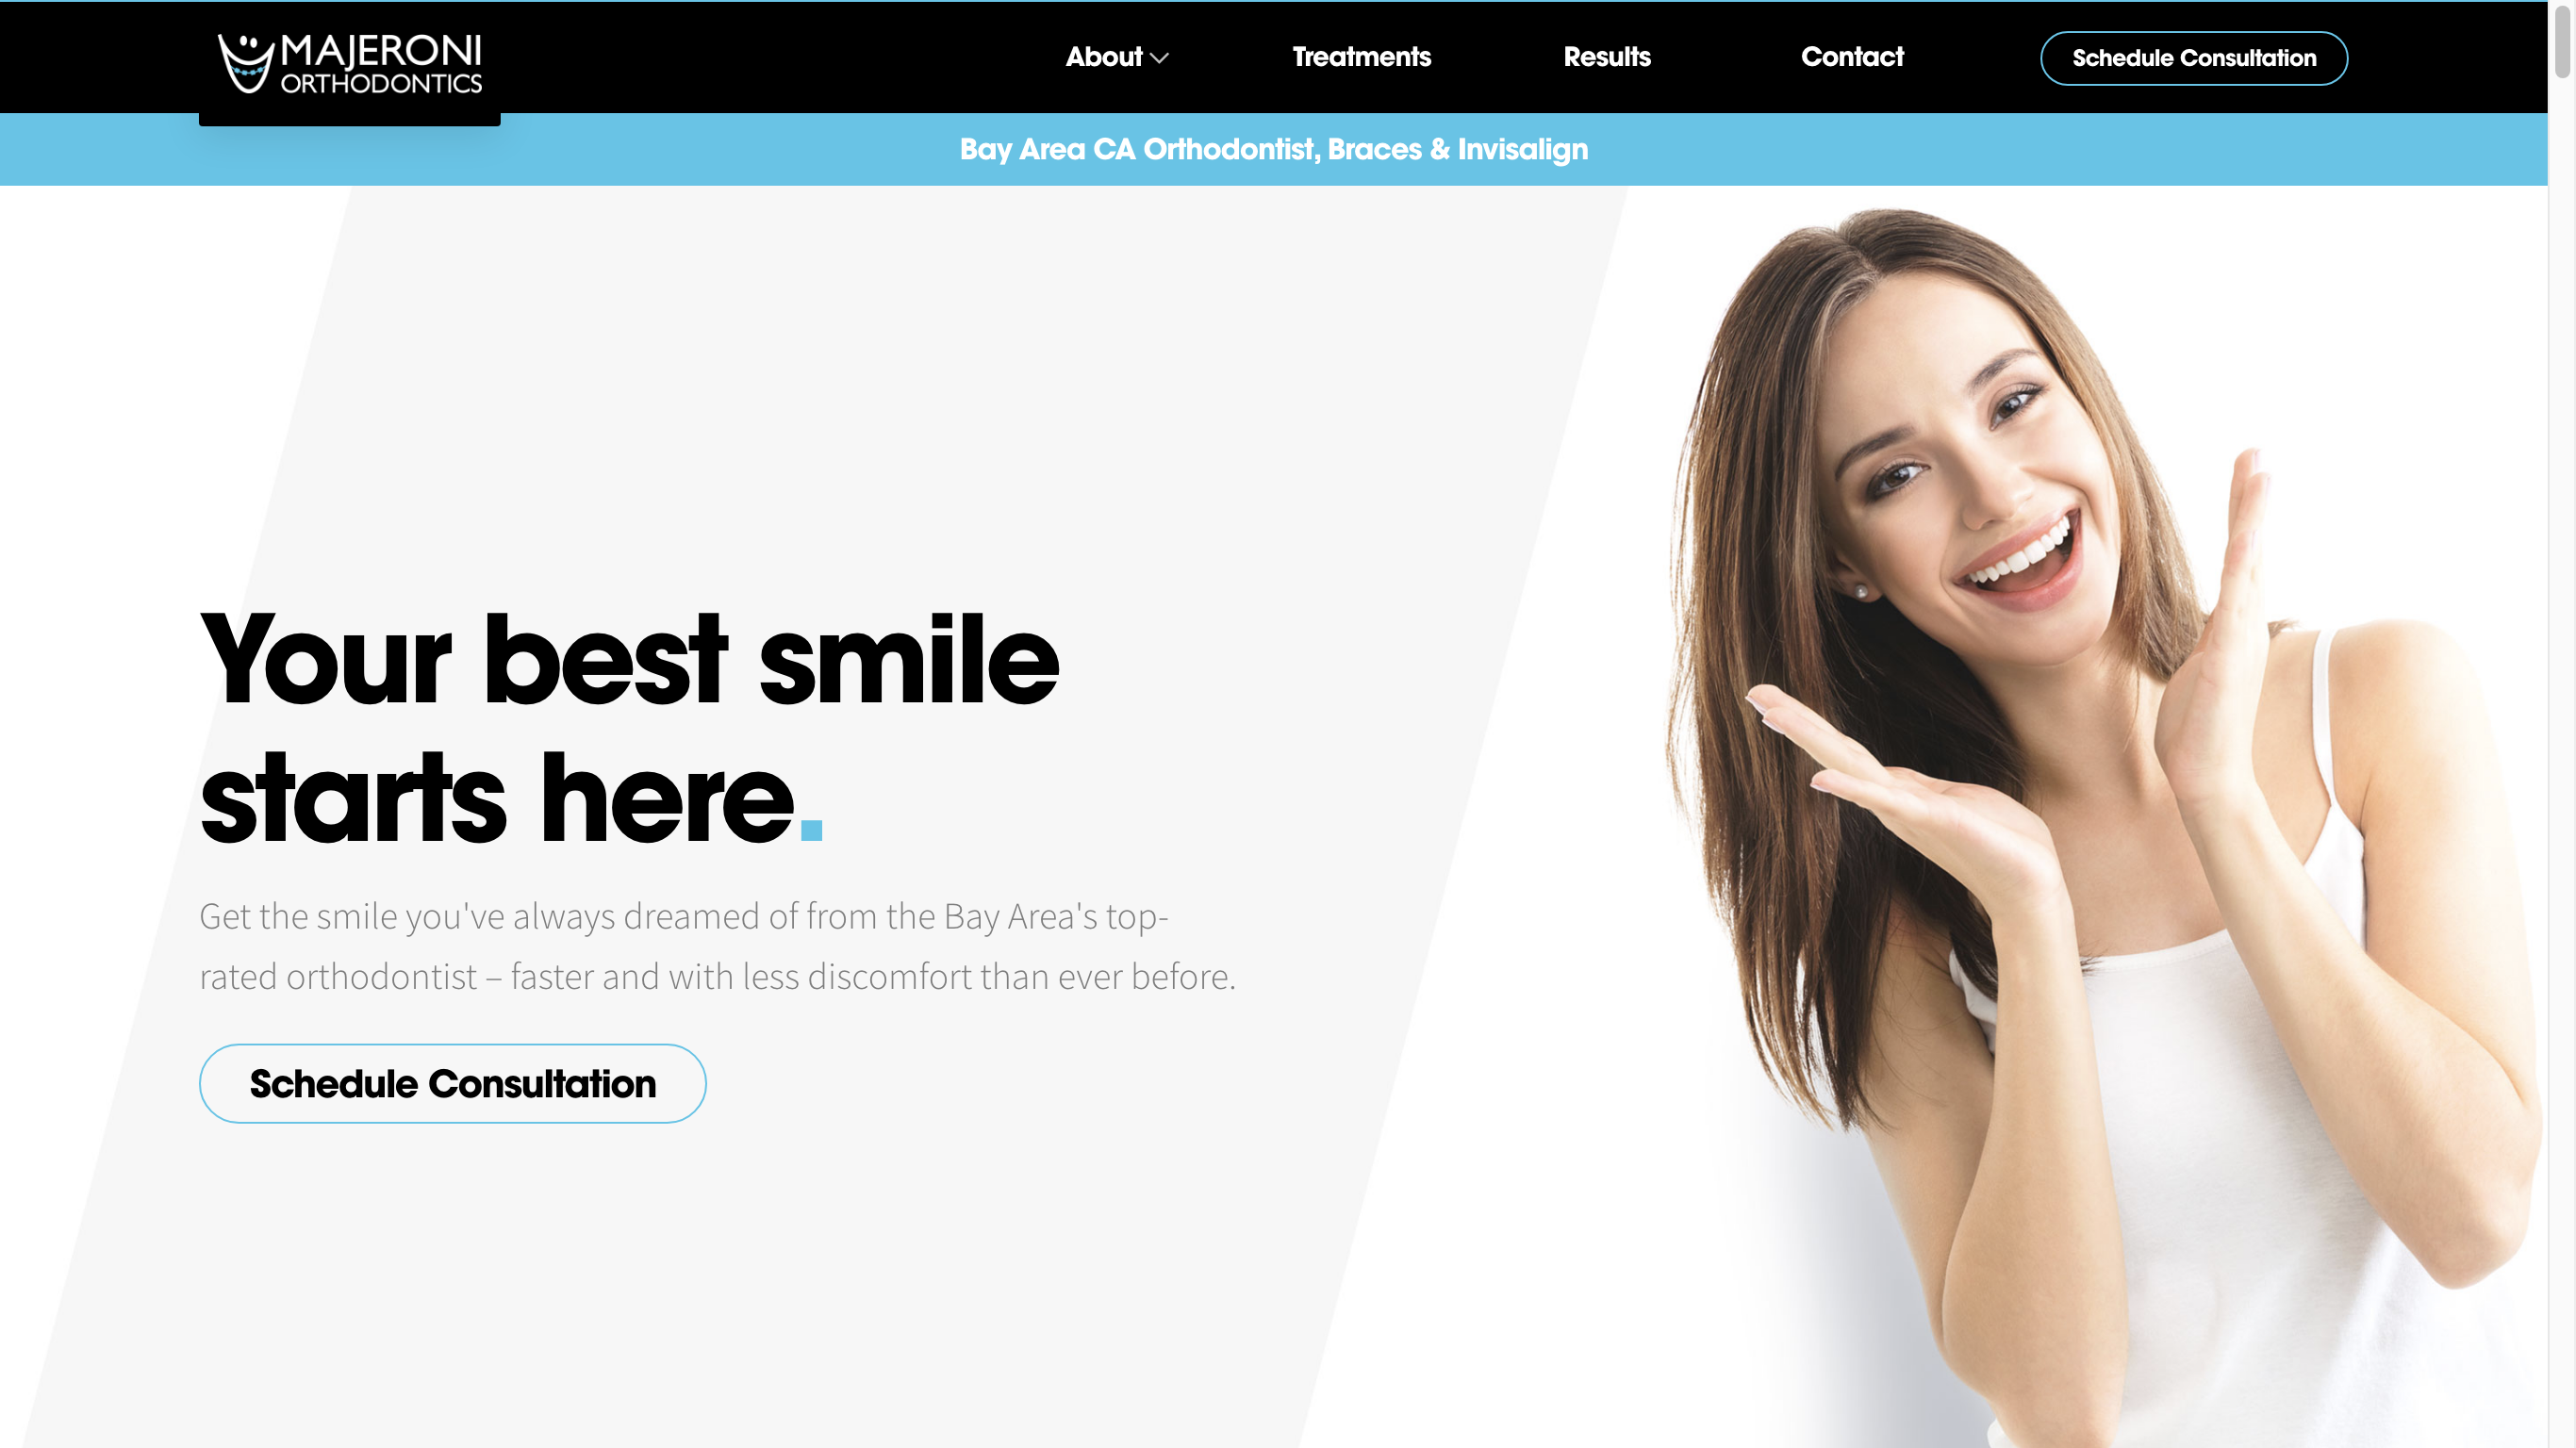 MAJERONI
ORTHODONTICS
About
Treatments
Results
Contact
Schedule Consultation
Bay Area CA Orthodontist, Braces & Invisalign
Your best smile
starts here.
Get the smile you've always dreamed of from the Bay Area's top-
rated orthodontist – faster and with less discomfort than ever before.
Schedule Consultation